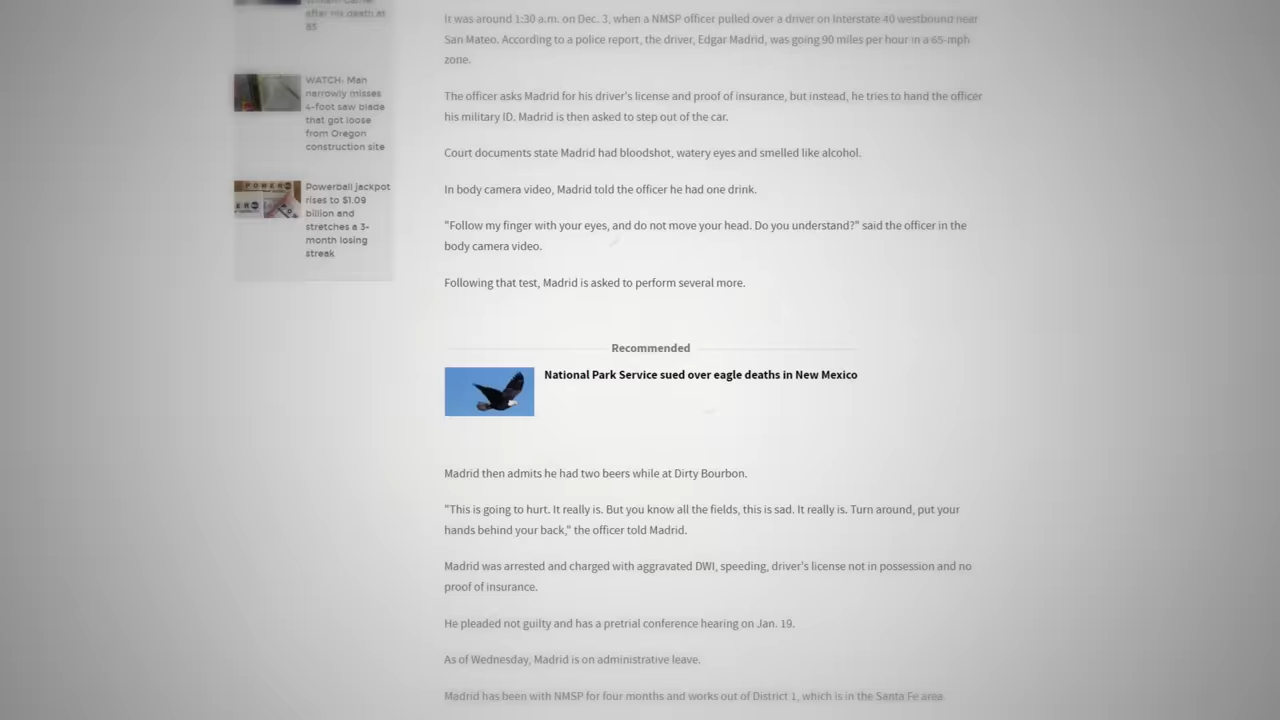 after his death at
85
WATCH: Man
narrowly misses
4-foot saw blade
that got loose
from Oregon
construction site
POWER
Powerball jackpot
rises to $1.09
billion and
stretches a 3-
month losing
streak
It was around 1:30 a.m. on Dec. 3, when a NMSP officer pulled over a driver on Interstate 40 westbound near
San Mateo. According to a police report, the driver, Edgar Madrid, was going 90 miles per hour in a 65-mph
zone.
The officer asks Madrid for his driver's license and proof of insurance, but instead, he tries to hand the officer
his military ID. Madrid is then asked to step out of the car.
Court documents state Madrid had bloodshot, watery eyes and smelled like alcohol.
In body camera video, Madrid told the officer he had one drink.
"Follow my finger with your eyes, and do not move your head. Do you understand?" said the officer in the
body camera video.
Following that test, Madrid is asked to perform several more.
Recommended
National Park Service sued over eagle deaths in New Mexico
Madrid then admits he had two beers while at Dirty Bourbon.
"This is going to hurt. It really is. But you know all the fields, this is sad. It really is. Turn around, put your
hands behind your back," the officer told Madrid.
Madrid was arrested and charged with aggravated DWI, speeding, driver's license not in possession and no
proof of insurance.
He pleaded not guilty and has a pretrial conference hearing on Jan. 19.
As of Wednesday, Madrid is on administrative leave.
Madrid has been with NMSP for four months and works out of District 1, which is in the Santa Fe area.